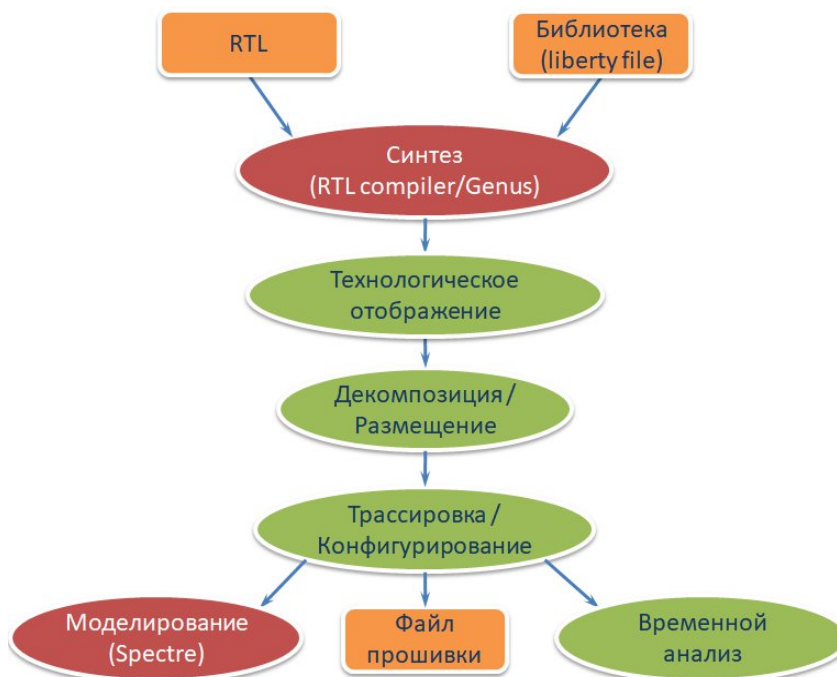 RTL
Библиотека
(liberty file)
Синтез
(RTL compiler/Genus)
Технологическое
отображение
Декомпозиция /
Размещение
Трассировка /
Конфигурирование
Моделирование
(Spectre)
Файл
прошивки
Временной
анализ